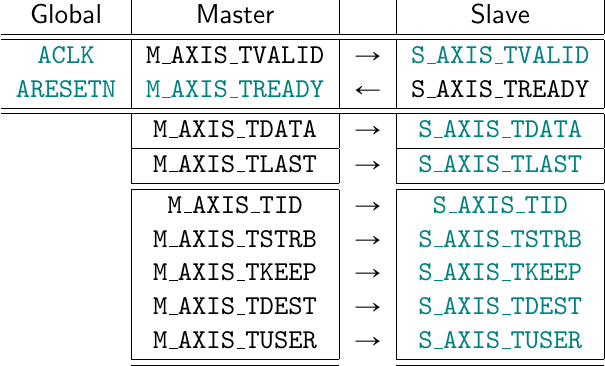 Global Master Slave
ACLK M_AXIS_TVALID → S_AXIS_TVALID
ARESETN M_AXIS_TREADY ← S_AXIS_TREADY
M_AXIS_TDATA → S_AXIS_TDATA
M_AXIS_TLAST → S_AXIS_TLAST
M_AXIS_TID → S_AXIS_TID
M_AXIS_TSTRB → S_AXIS_TSTRB
M_AXIS_TKEEP → S_AXIS_TKEEP
M_AXIS_TDEST → S_AXIS_TDEST
M_AXIS_TUSER → S_AXIS_TUSER